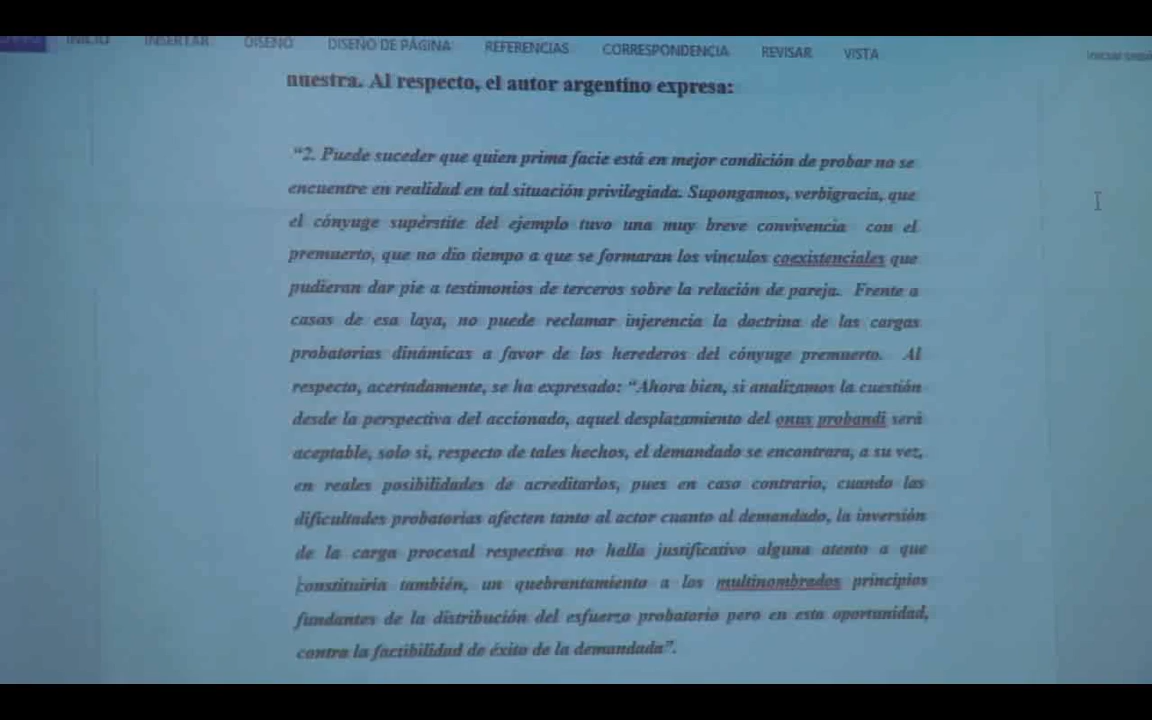 INICIO INSERTAR DISEÑO DISEÑO DE PÁGINA REFERENCIAS CORRESPONDENCIA REVISAR VISTA Iniciar sesión
nuestra. Al respecto, el autor argentino expresa:
“2. Puede suceder que quien prima facie está en mejor condición de probar no se
encuentre en realidad en tal situación privilegiada. Supongamos, verbigracia, que
el cónyuge supérstite del ejemplo tuvo una muy breve convivencia con el
premuerto, que no dio tiempo a que se formaran los vínculos coexistenciales que
pudieran dar pie a testimonios de terceros sobre la relación de pareja. Frente a
casos de esa laya, no puede reclamar injerencia la doctrina de las cargas
probatorias dinámicas a favor de los herederos del cónyuge premuerto. Al
respecto, acertadamente, se ha expresado: “Ahora bien, si analizamos la cuestión
desde la perspectiva del accionado, aquel desplazamiento del onus probandi será
aceptable, solo si, respecto de tales hechos, el demandado se encontrara, a su vez,
en reales posibilidades de acreditarlos, pues en caso contrario, cuando las
dificultades probatorias afecten tanto al actor cuanto al demandado, la inversión
de la carga procesal respectiva no halla justificativo alguna atento a que
constituiría también, un quebrantamiento a los multinombrados principios
fundantes de la distribución del esfuerzo probatorio pero en esta oportunidad,
contra la factibilidad de éxito de la demandada”.